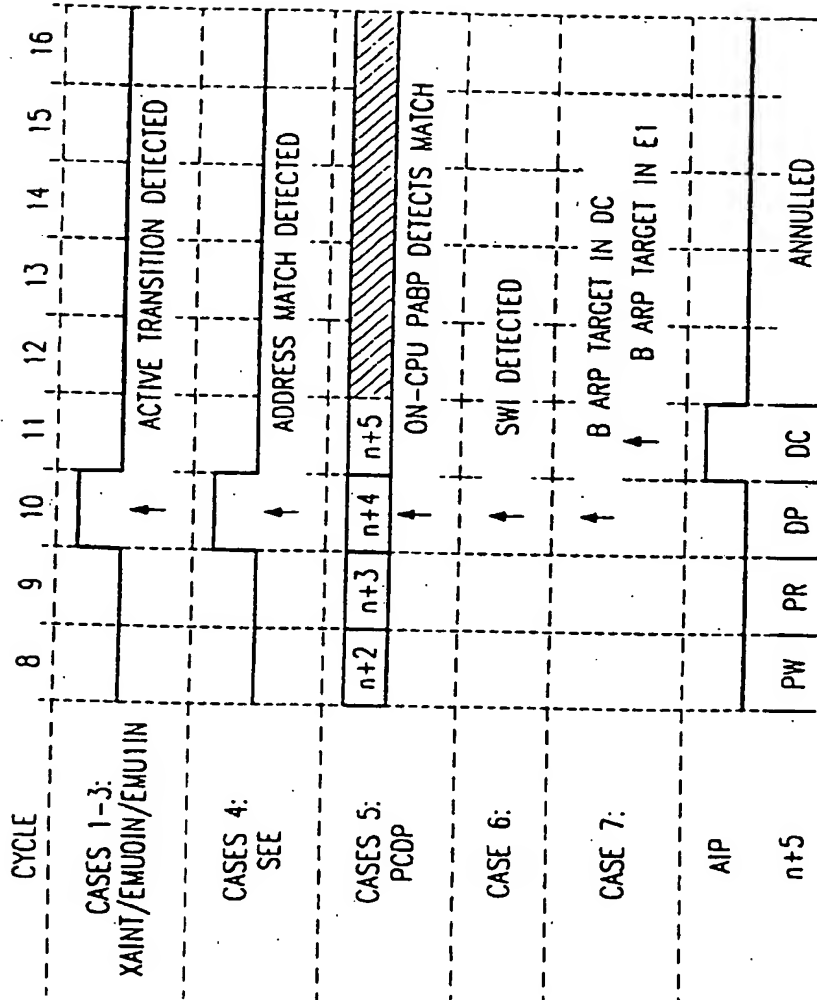 CYCLE 8 9 10 11 12 13 14 15 16
CASES 1-3:
XAINT/EMU0IN/EMU1IN
ACTIVE TRANSITION DETECTED
CASES 4:
SEE
ADDRESS MATCH DETECTED
CASES 5:
PCDP
n+2 n+3 n+4 n+5
ON-CPU PABP DETECTS MATCH
CASE 6:
SWI DETECTED
CASE 7:
B ARP TARGET IN DC
B ARP TARGET IN E1
AIP
n+5 PW PR DP DC ANNULLED